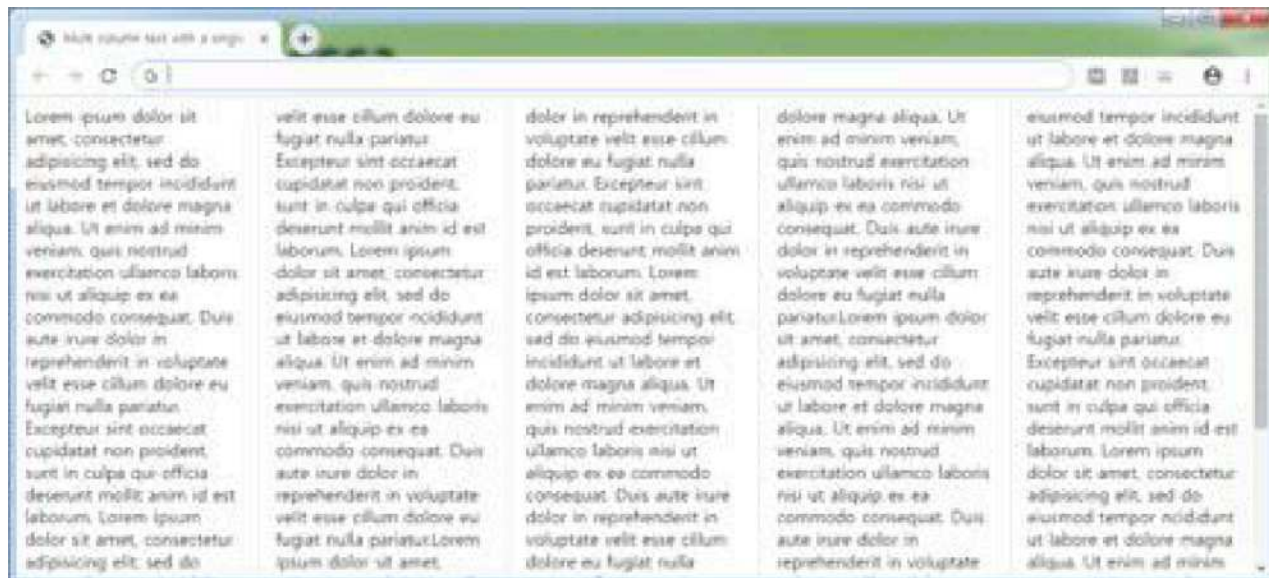 Multi column text with a singl
Lorem ipsum dolor sit
amet, consectetur
adipisicing elit, sed do
eiusmod tempor incididunt
ut labore et dolore magna
aliqua. Ut enim ad minim
veniam, quis nostrud
exercitation ullamco laboris
nisi ut aliquip ex ea
commodo consequat. Duis
aute irure dolor in
reprehenderit in voluptate
velit esse cillum dolore eu
fugiat nulla pariatur.
Excepteur sint occaecat
cupidatat non proident,
sunt in culpa qui officia
deserunt mollit anim id est
laborum. Lorem ipsum
dolor sit amet, consectetur
adipisicing elit, sed do
velit esse cillum dolore eu
fugiat nulla pariatur.
Excepteur sint occaecat
cupidatat non proident,
sunt in culpa qui officia
deserunt mollit anim id est
laborum. Lorem ipsum
dolor sit amet, consectetur
adipisicing elit, sed do
eiusmod tempor ncididunt
ut labore et dolore magna
aliqua. Ut enim ad minim
veniam, quis nostrud
exercitation ullamco laboris
nisi ut aliquip ex ea
commodo consequat. Duis
aute irure dolor in
reprehenderit in voluptate
velit esse cillum dolore eu
fugiat nulla pariatur.Lorem
ipsum dolor sit amet,
dolor in reprehenderit in
voluptate velit esse cillum
dolore eu fugiat nulla
pariatur. Excepteur sint
occaecat cupidatat non
proident, sunt in culpa qui
officia deserunt mollit anim
id est laborum. Lorem
ipsum dolor sit amet,
consectetur adipisicing elit,
sed do eiusmod tempor
incididunt ut labore et
dolore magna aliqua. Ut
enim ad minim veniam,
quis nostrud exercitation
ullamco laboris nisi ut
aliquip ex ea commodo
consequat. Duis aute irure
dolor in reprehenderit in
voluptate velit esse cillum
dolore eu fugiat nulla
dolore magna aliqua. Ut
enim ad minim veniam,
quis nostrud exercitation
ullamco laboris nisi ut
aliquip ex ea commodo
consequat. Duis aute irure
dolor in reprehenderit in
voluptate velit esse cillum
dolore eu fugiat nulla
pariatur.Lorem ipsum dolor
sit amet, consectetur
adipisicing elit, sed do
eiusmod tempor incididunt
ut labore et dolore magna
aliqua. Ut enim ad minim
veniam, quis nostrud
exercitation ullamco laboris
nisi ut aliquip ex ea
commodo consequat. Duis
aute irure dolor in
reprehenderit in voluptate
eiusmod tempor incididunt
ut labore et dolore magna
aliqua. Ut enim ad minim
veniam, quis nostrud
exercitation ullamco laboris
nisi ut aliquip ex ea
commodo consequat. Duis
aute irure dolor in
reprehenderit in voluptate
velit esse cillum dolore eu
fugiat nulla pariatur.
Excepteur sint occaecat
cupidatat non proident,
sunt in culpa qui officia
deserunt mollit anim id est
laborum. Lorem ipsum
dolor sit amet, consectetur
adipisicing elit, sed do
eiusmod tempor ncididunt
ut labore et dolore magna
aliqua. Ut enim ad minim